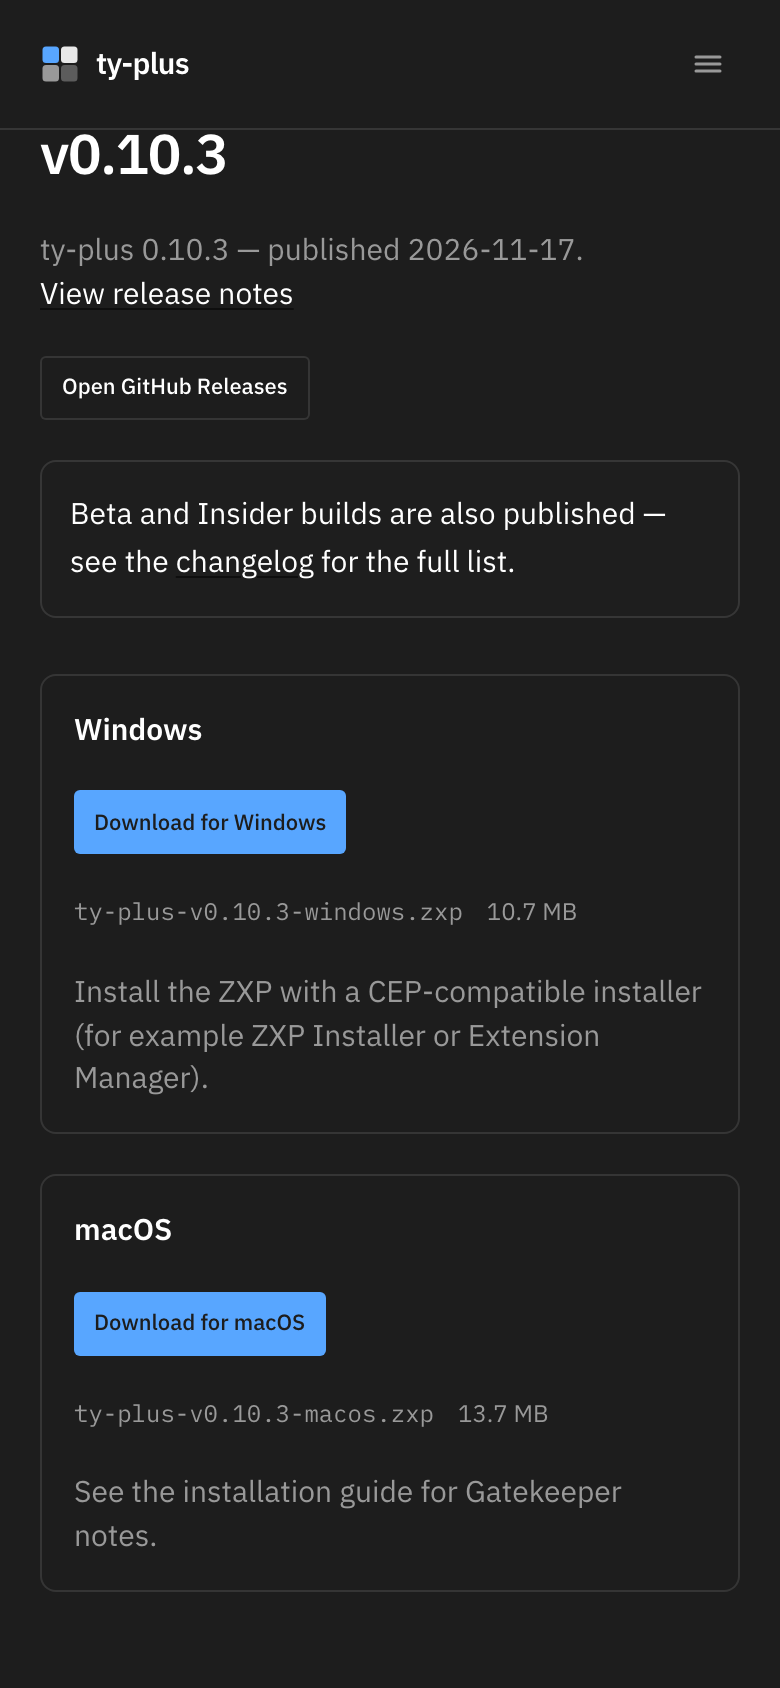 ty-plus
v0.10.3
ty-plus 0.10.3 — published 2026-11-17.
View release notes
Open GitHub Releases
Beta and Insider builds are also published —
see the changelog for the full list.
Windows
Download for Windows
ty-plus-v0.10.3-windows.zxp 10.7 MB
Install the ZXP with a CEP-compatible installer
(for example ZXP Installer or Extension
Manager).
macOS
Download for macOS
ty-plus-v0.10.3-macos.zxp 13.7 MB
See the installation guide for Gatekeeper
notes.